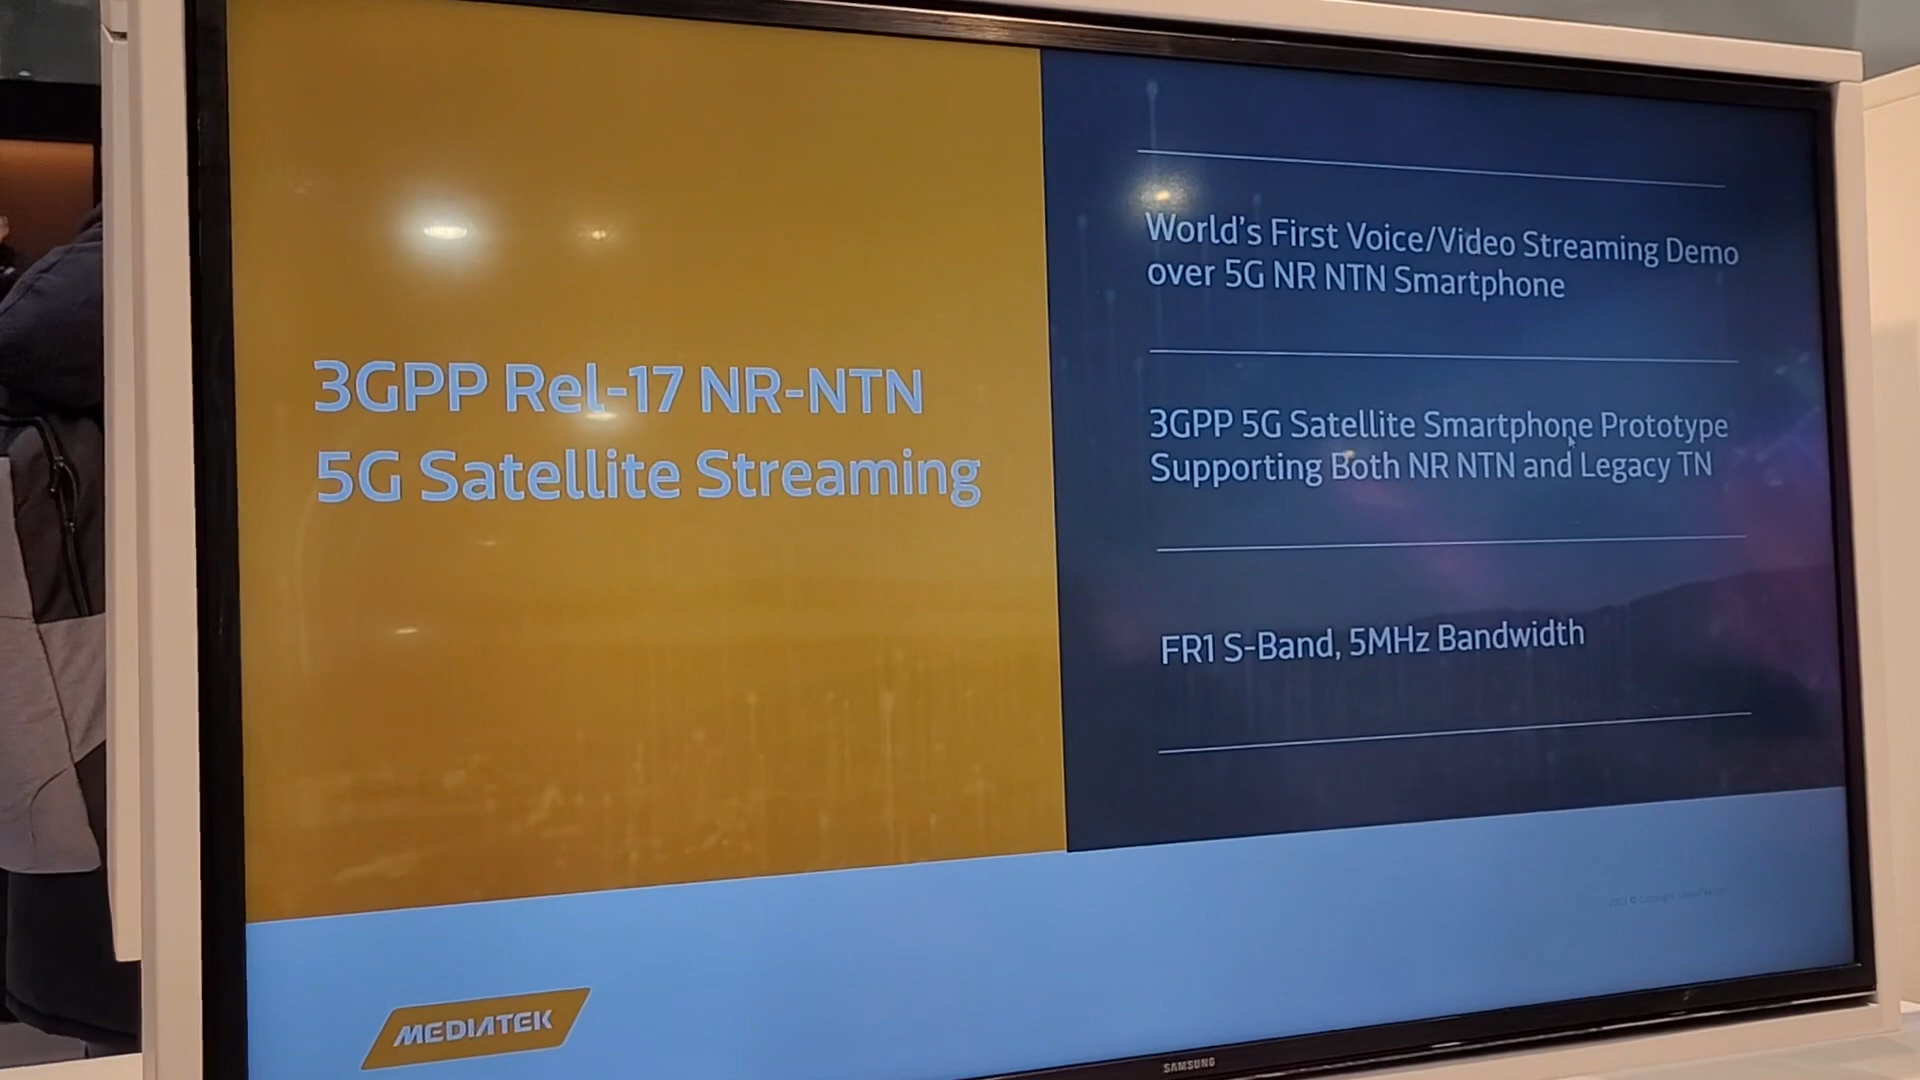 3GPP Rel-17 NR-NTN
5G Satellite Streaming
World's First Voice/Video Streaming Demo
over 5G NR NTN Smartphone
3GPP 5G Satellite Smartphone Prototype
Supporting Both NR NTN and Legacy TN
FR1 S-Band, 5MHz Bandwidth
MEDIATEK
SAMSUNG